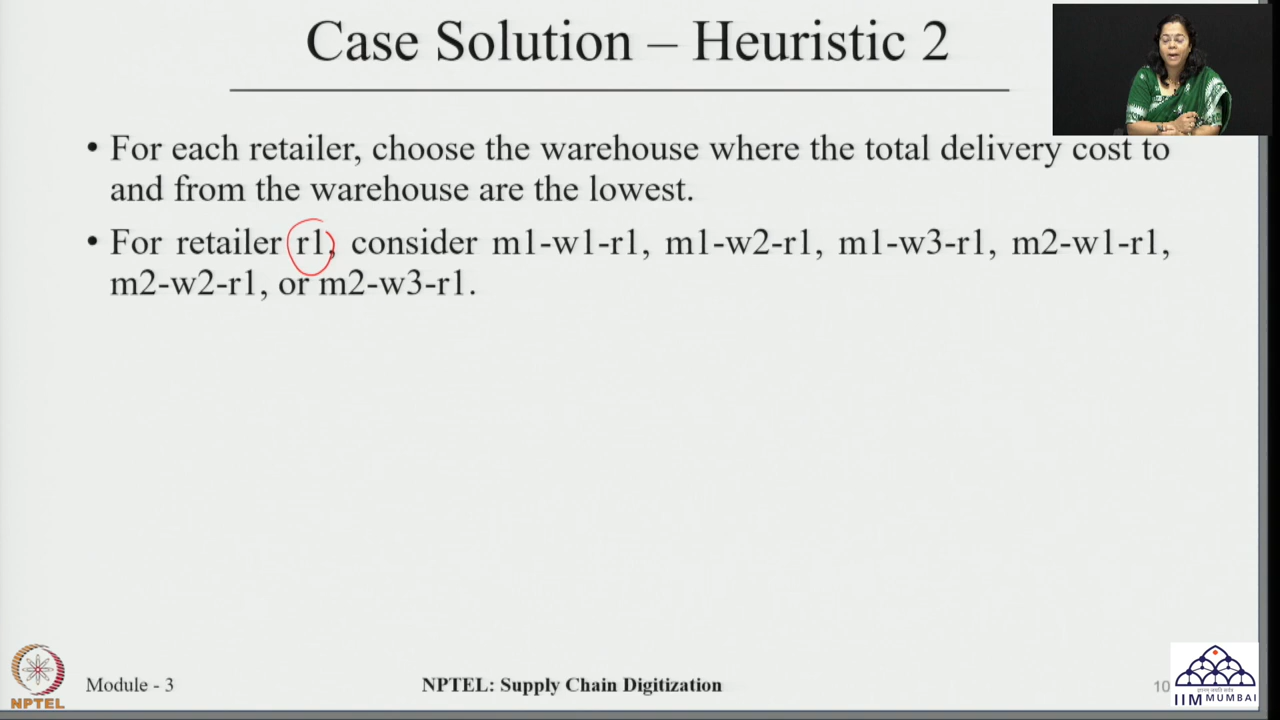 Case Solution – Heuristic 2
• For each retailer, choose the warehouse where the total delivery cost to
and from the warehouse are the lowest.
• For retailer r1, consider m1-w1-r1, m1-w2-r1, m1-w3-r1, m2-w1-r1,
m2-w2-r1, or m2-w3-r1.
NPTEL
Module - 3
NPTEL: Supply Chain Digitization
10
IIM MUMBAI